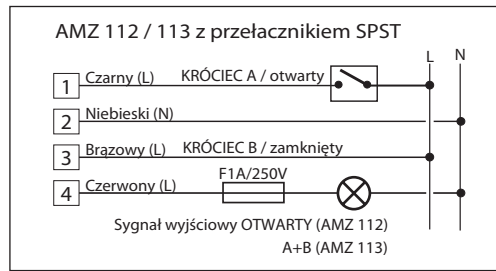 AMZ 112 / 113 z przełacznikiem SPST
L N
1 Czarny (L) KRÓCIEC A / otwarty
2 Niebieski (N)
3 Brązowy (L) KRÓCIEC B / zamknięty
4 Czerwony (L) F1A/250V
Sygnał wyjściowy OTWARTY (AMZ 112)
A+B (AMZ 113)